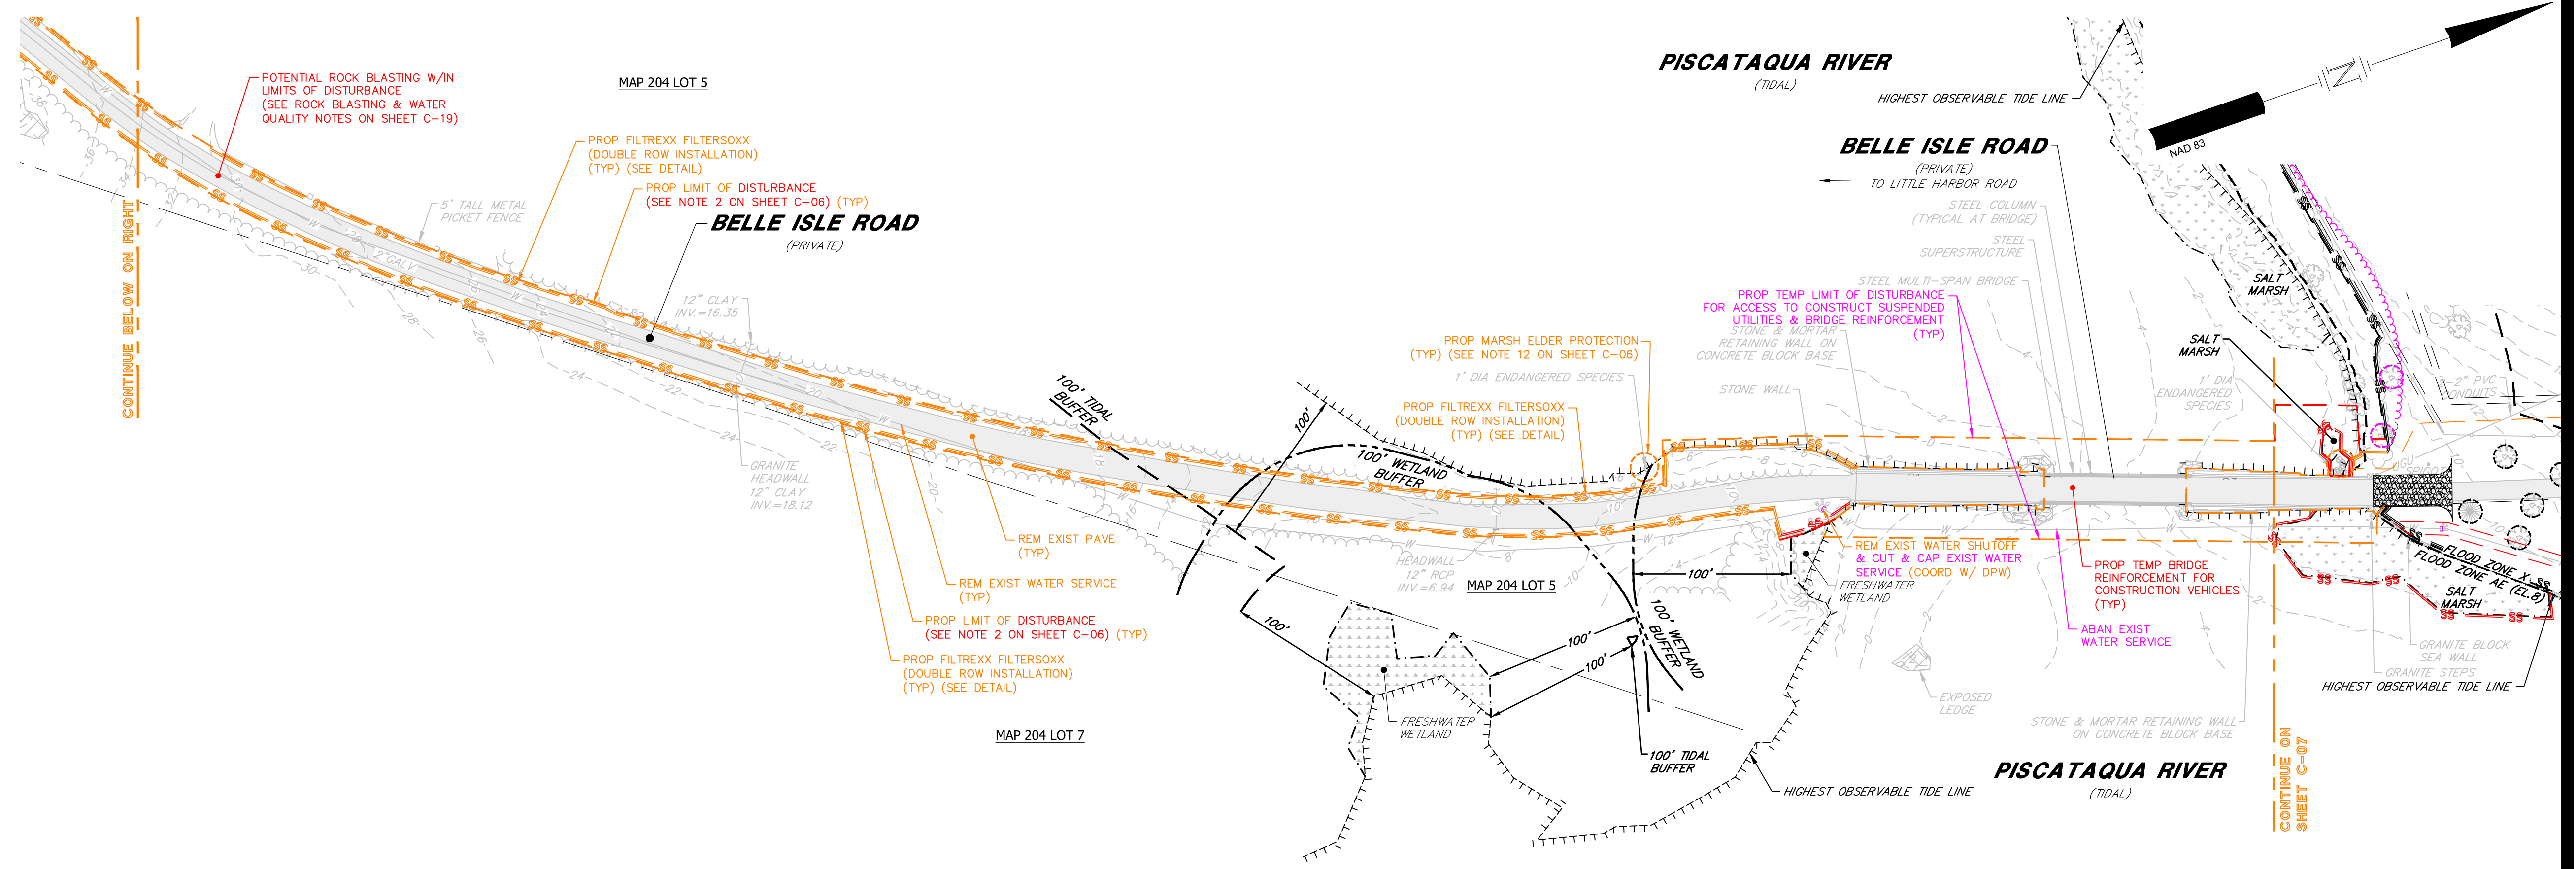 POTENTIAL ROCK BLASTING W/IN
LIMITS OF DISTURBANCE
(SEE ROCK BLASTING & WATER
QUALITY NOTES ON SHEET C-19)
MAP 204 LOT 5
PROP FILTREXX FILTERSOXX
(DOUBLE ROW INSTALLATION)
(TYP) (SEE DETAIL)
PROP LIMIT OF DISTURBANCE
(SEE NOTE 2 ON SHEET C-06) (TYP)
BELLE ISLE ROAD
(PRIVATE)
5' TALL METAL
PICKET FENCE
CONTINUE BELOW ON RIGHT
2"GALV
12" CLAY
INV.=16.35
GRANITE
HEADWALL
12" CLAY
INV.=18.12
REM EXIST PAVE
(TYP)
REM EXIST WATER SERVICE
(TYP)
PROP LIMIT OF DISTURBANCE
(SEE NOTE 2 ON SHEET C-06) (TYP)
PROP FILTREXX FILTERSOXX
(DOUBLE ROW INSTALLATION)
(TYP) (SEE DETAIL)
MAP 204 LOT 7
100' TIDAL
BUFFER
100'
100' WETLAND
BUFFER
100'
FRESHWATER
WETLAND
HEADWALL
12" RCP
INV.=6.94
MAP 204 LOT 5
100'
100'
100'
100' WETLAND
BUFFER
100' TIDAL
BUFFER
PROP MARSH ELDER PROTECTION
(TYP) (SEE NOTE 12 ON SHEET C-06)
1' DIA ENDANGERED SPECIES
PROP FILTREXX FILTERSOXX
(DOUBLE ROW INSTALLATION)
(TYP) (SEE DETAIL)
PISCATAQUA RIVER
(TIDAL)
HIGHEST OBSERVABLE TIDE LINE
BELLE ISLE ROAD
(PRIVATE)
TO LITTLE HARBOR ROAD
STEEL COLUMN
(TYPICAL AT BRIDGE)
STEEL
SUPERSTRUCTURE
STEEL MULTI-SPAN BRIDGE
PROP TEMP LIMIT OF DISTURBANCE
FOR ACCESS TO CONSTRUCT SUSPENDED
UTILITIES & BRIDGE REINFORCEMENT
(TYP)
STONE & MORTAR
RETAINING WALL ON
CONCRETE BLOCK BASE
STONE WALL
REM EXIST WATER SHUTOFF
& CUT & CAP EXIST WATER
SERVICE (COORD W/ DPW)
FRESHWATER
WETLAND
PROP TEMP BRIDGE
REINFORCEMENT FOR
CONSTRUCTION VEHICLES
(TYP)
ABAN EXIST
WATER SERVICE
EXPOSED
LEDGE
STONE & MORTAR RETAINING WALL
ON CONCRETE BLOCK BASE
PISCATAQUA RIVER
(TIDAL)
HIGHEST OBSERVABLE TIDE LINE
CONTINUE ON
SHEET C-07
N
NAD 83
SALT
MARSH
SALT
MARSH
1' DIA
ENDANGERED
SPECIES
2-2" PVC
CONDUITS
UGU
SPIGOT
FLOOD ZONE X
FLOOD ZONE AE (EL.8)
SALT
MARSH
GRANITE BLOCK
SEA WALL
GRANITE STEPS
HIGHEST OBSERVABLE TIDE LINE